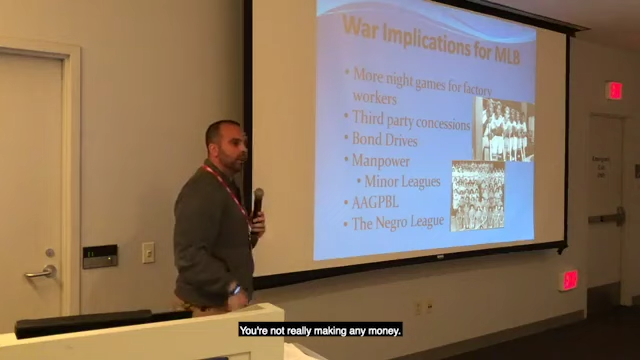 War Implications for MLB
• More night games for factory
workers
• Third party concessions
• Bond Drives
• Manpower
• Minor Leagues
• AAGPBL
• The Negro League
EXIT
EXIT
You're not really making any money.